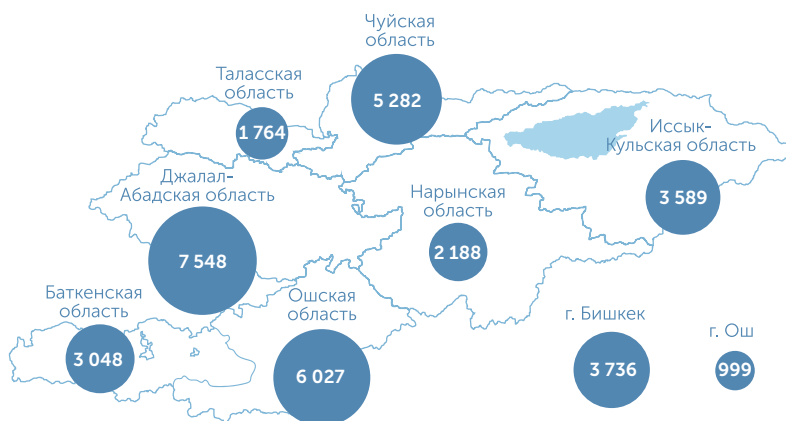 Чуйская
область
5 282
Таласская
область
1 764
Иссык-
Кульская область
3 589
Джалал-
Абадская область
7 548
Нарынская
область
2 188
Баткенская
область
3 048
Ошская
область
6 027
г. Бишкек
3 736
г. Ош
999